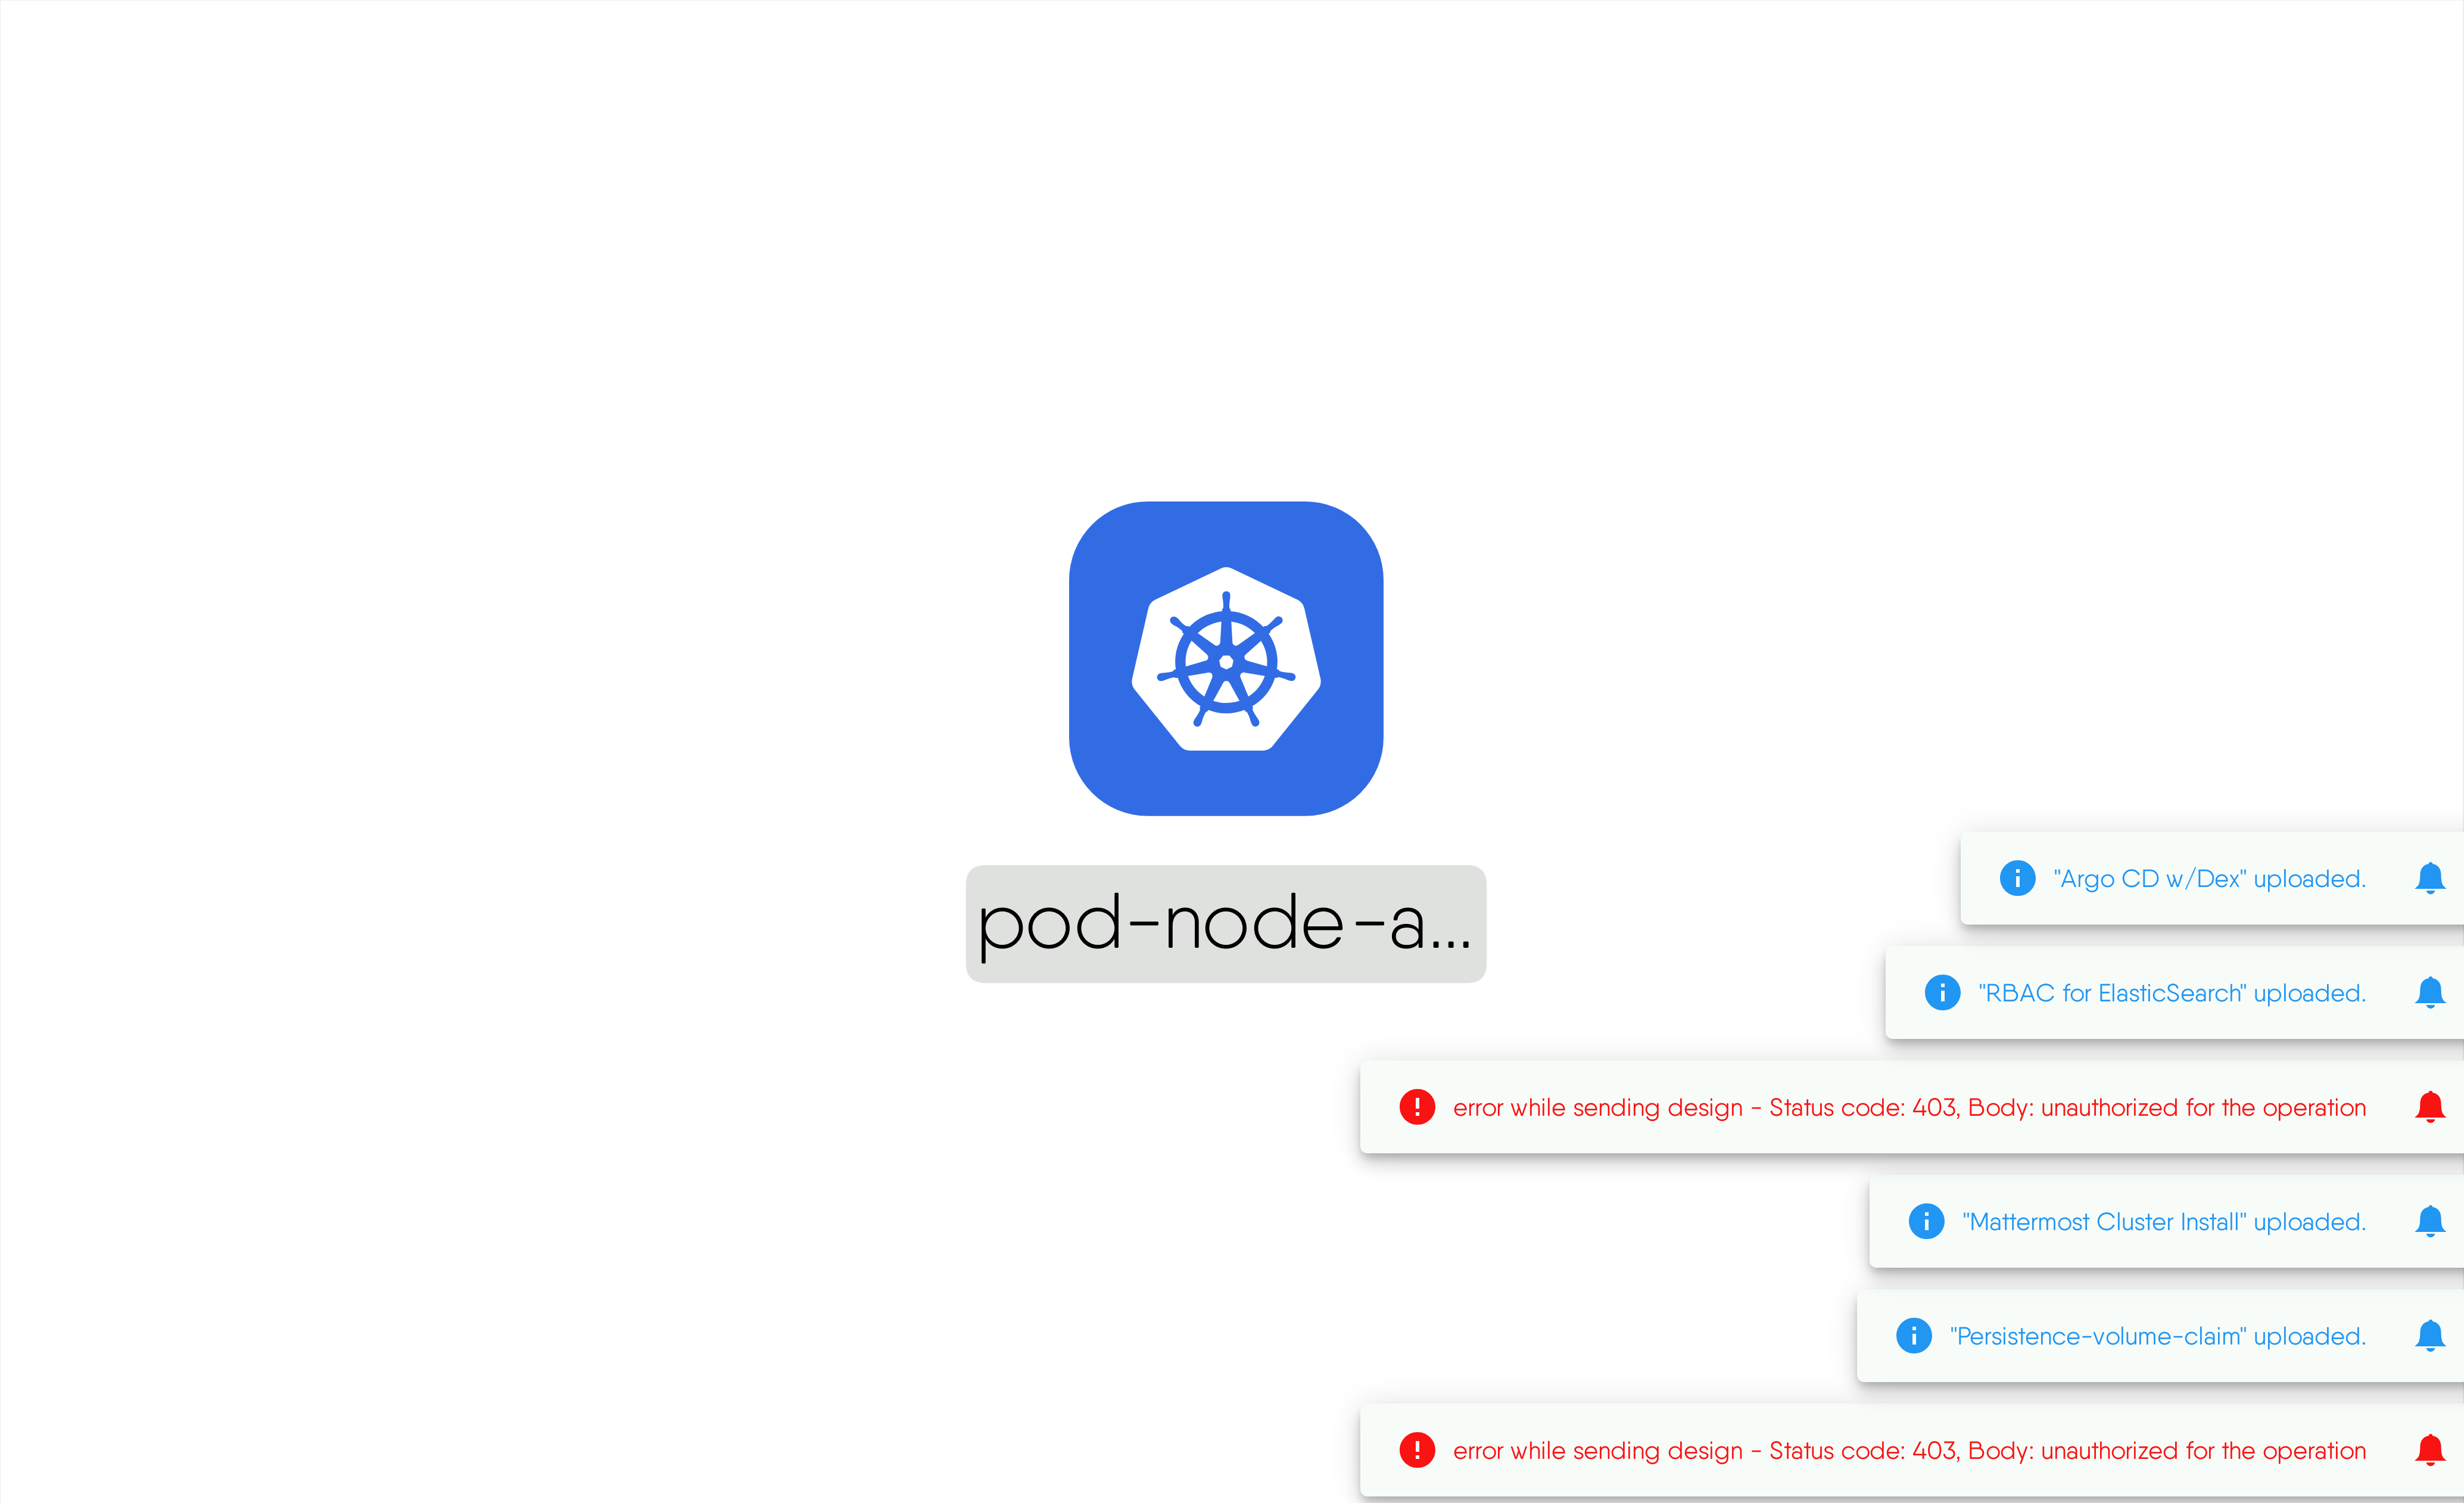 pod-node-a...
"Argo CD w/Dex" uploaded.
"RBAC for ElasticSearch" uploaded.
error while sending design - Status code: 403, Body: unauthorized for the operation
"Mattermost Cluster Install" uploaded.
"Persistence-volume-claim" uploaded.
error while sending design - Status code: 403, Body: unauthorized for the operation